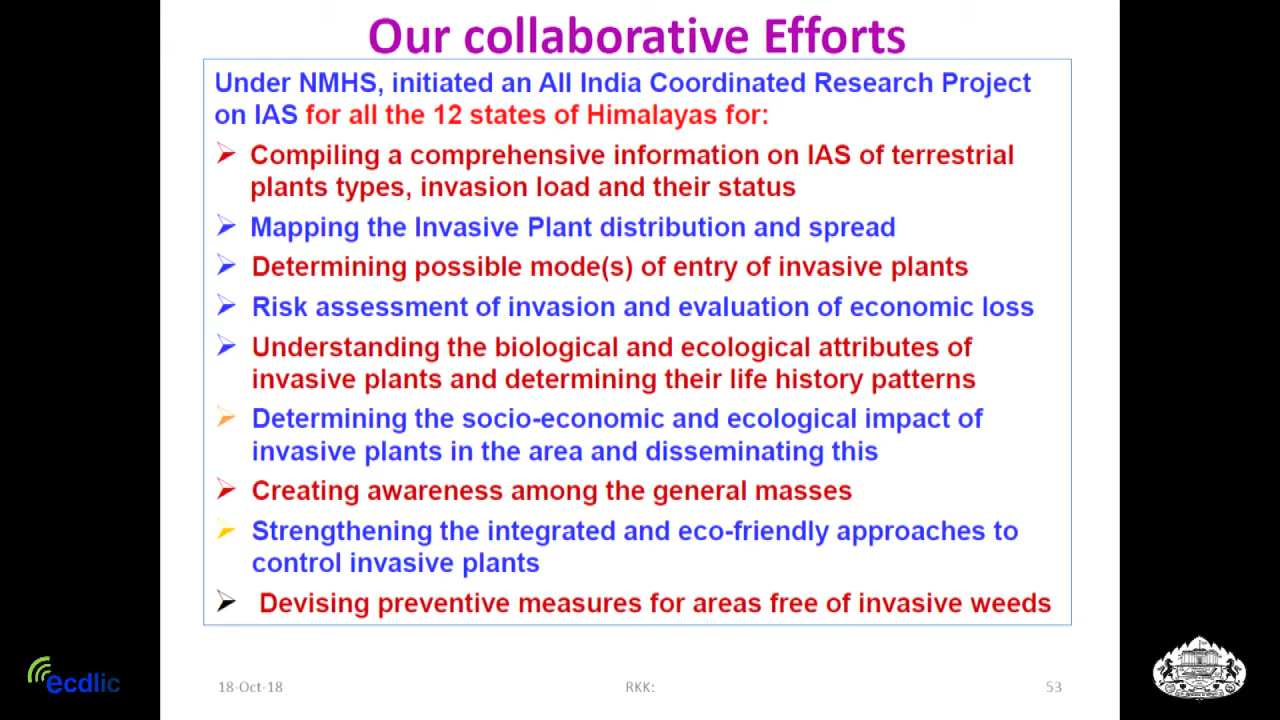 Our collaborative Efforts
Under NMHS, initiated an All India Coordinated Research Project
on IAS for all the 12 states of Himalayas for:
Compiling a comprehensive information on IAS of terrestrial
plants types, invasion load and their status
Mapping the Invasive Plant distribution and spread
Determining possible mode(s) of entry of invasive plants
Risk assessment of invasion and evaluation of economic loss
Understanding the biological and ecological attributes of
invasive plants and determining their life history patterns
Determining the socio-economic and ecological impact of
invasive plants in the area and disseminating this
Creating awareness among the general masses
Strengthening the integrated and eco-friendly approaches to
control invasive plants
Devising preventive measures for areas free of invasive weeds
ecdlic
18-Oct-18
RKK:
53